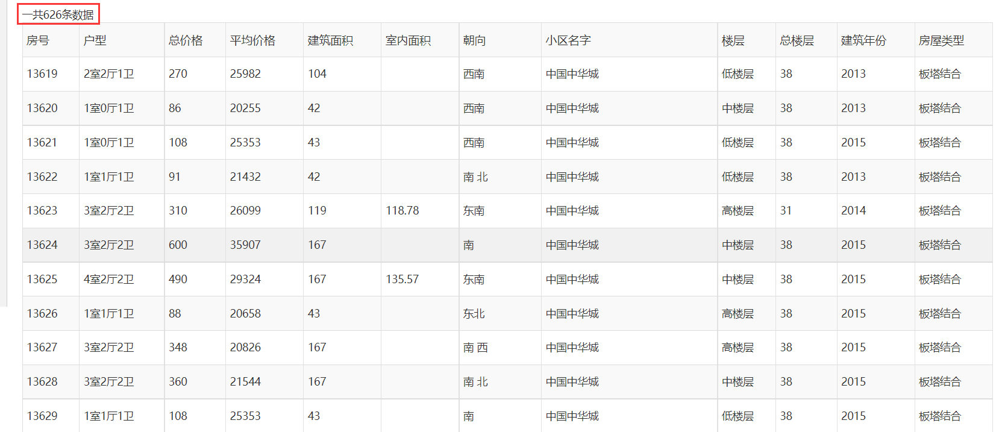 一共626条数据
房号 户型 总价格 平均价格 建筑面积 室内面积 朝向 小区名字 楼层 总楼层 建筑年份 房屋类型
13619 2室2厅1卫 270 25982 104 西南 中国中华城 低楼层 38 2013 板塔结合
13620 1室0厅1卫 86 20255 42 西南 中国中华城 中楼层 38 2013 板塔结合
13621 1室0厅1卫 108 25353 43 西南 中国中华城 低楼层 38 2015 板塔结合
13622 1室1厅1卫 91 21432 42 南 北 中国中华城 低楼层 38 2013 板塔结合
13623 3室2厅2卫 310 26099 119 118.78 东南 中国中华城 高楼层 31 2014 板塔结合
13624 3室2厅2卫 600 35907 167 南 中国中华城 中楼层 38 2015 板塔结合
13625 4室2厅2卫 490 29324 167 135.57 东南 中国中华城 中楼层 38 2015 板塔结合
13626 1室1厅1卫 88 20658 43 东北 中国中华城 高楼层 38 2015 板塔结合
13627 3室2厅2卫 348 20826 167 南 西 中国中华城 高楼层 38 2015 板塔结合
13628 3室2厅2卫 360 21544 167 南 北 中国中华城 中楼层 38 2015 板塔结合
13629 1室1厅1卫 108 25353 43 南 中国中华城 低楼层 38 2015 板塔结合